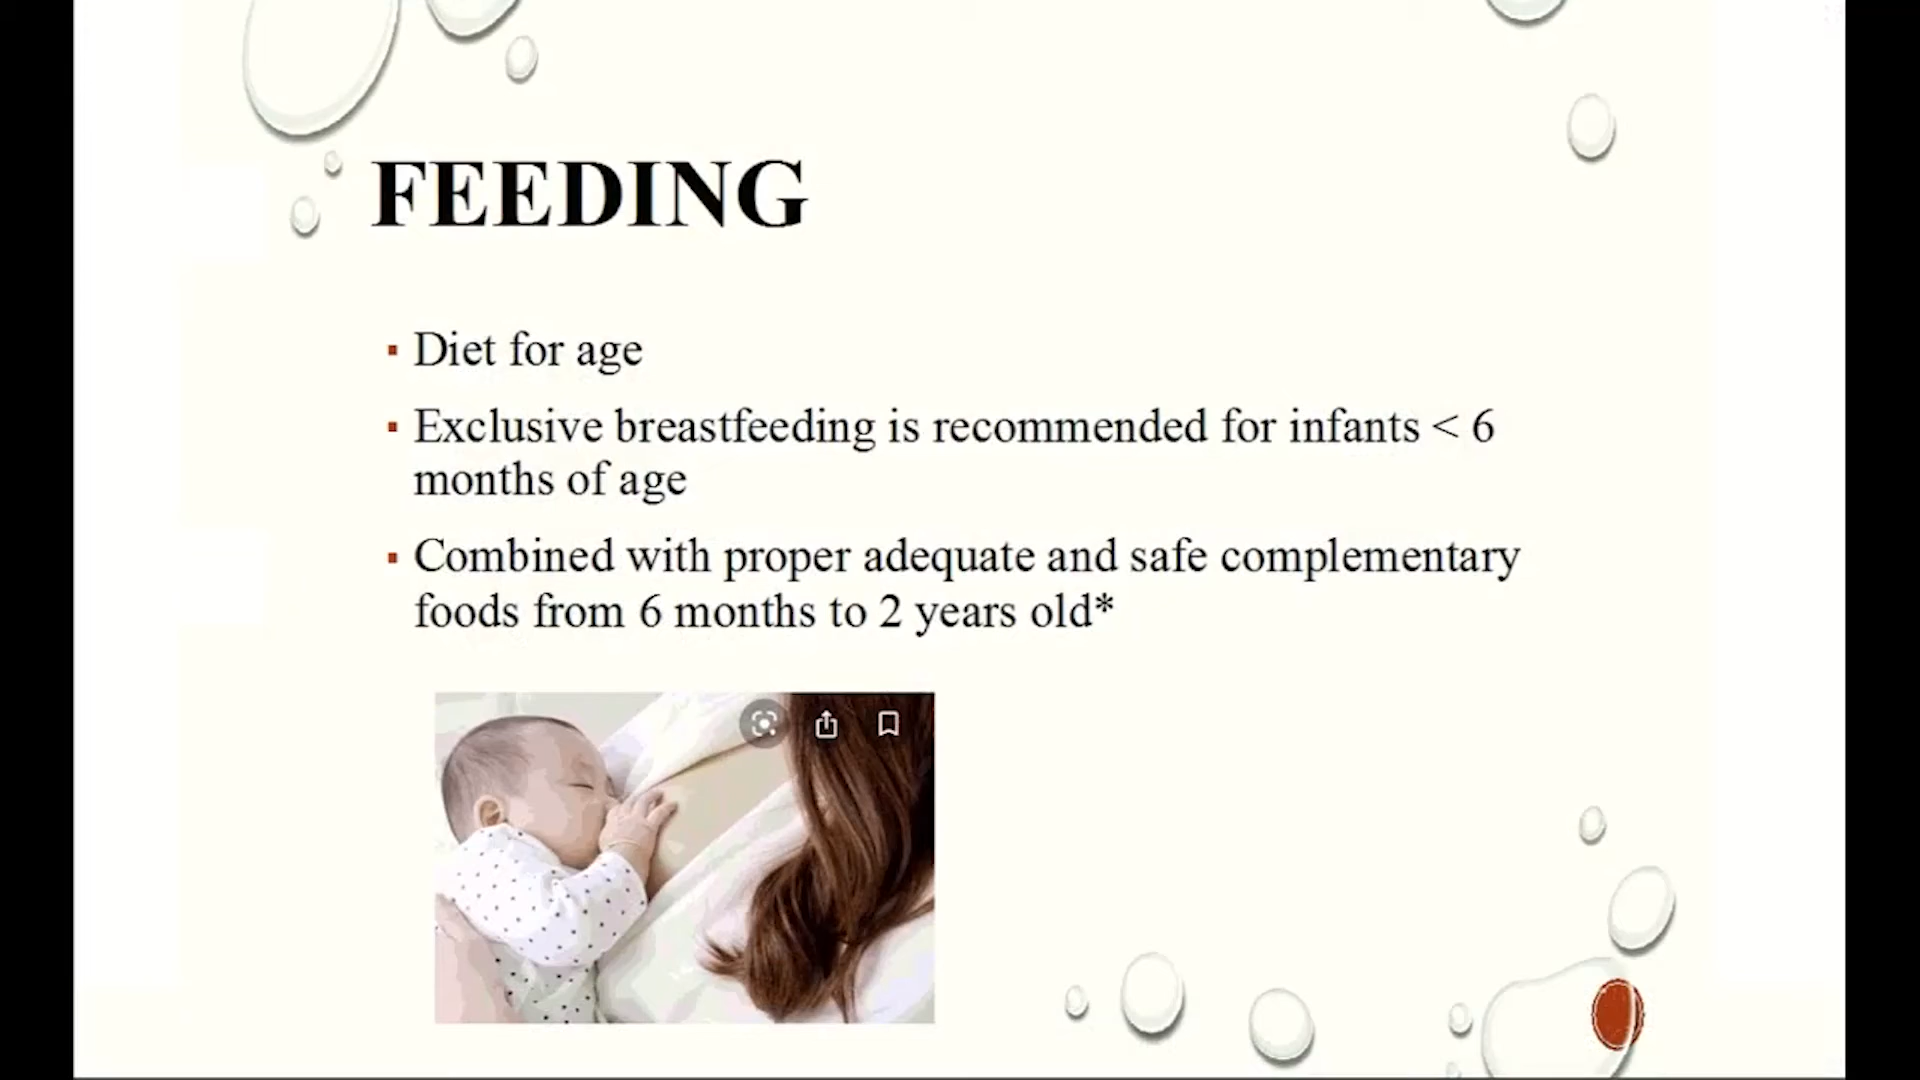 FEEDING
▪ Diet for age
▪ Exclusive breastfeeding is recommended for infants < 6
months of age
▪ Combined with proper adequate and safe complementary
foods from 6 months to 2 years old*